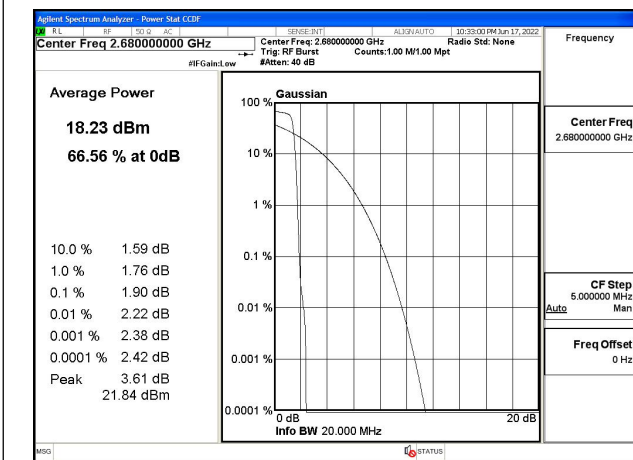 Agilent Spectrum Analyzer - Power Stat CCDF
RL RF 50 Ω AC SENSE:INT ALIGN AUTO 10:33:00 PM Jun 17, 2022
Center Freq 2.680000000 GHz
Center Freq: 2.680000000 GHz Radio Std: None
Trig: RF Burst Counts:1.00 M/1.00 Mpt
#IFGain:Low #Atten: 40 dB
Frequency
Average Power
18.23 dBm
66.56 % at 0dB
10.0 % 1.59 dB
1.0 % 1.76 dB
0.1 % 1.90 dB
0.01 % 2.22 dB
0.001 % 2.38 dB
0.0001 % 2.42 dB
Peak 3.61 dB
21.84 dBm
Gaussian
100 %
10 %
1 %
0.1 %
0.01 %
0.001 %
0.0001 %
0 dB 20 dB
Info BW 20.000 MHz
Center Freq
2.680000000 GHz
CF Step
5.000000 MHz
Auto Man
Freq Offset
0 Hz
MSG STATUS